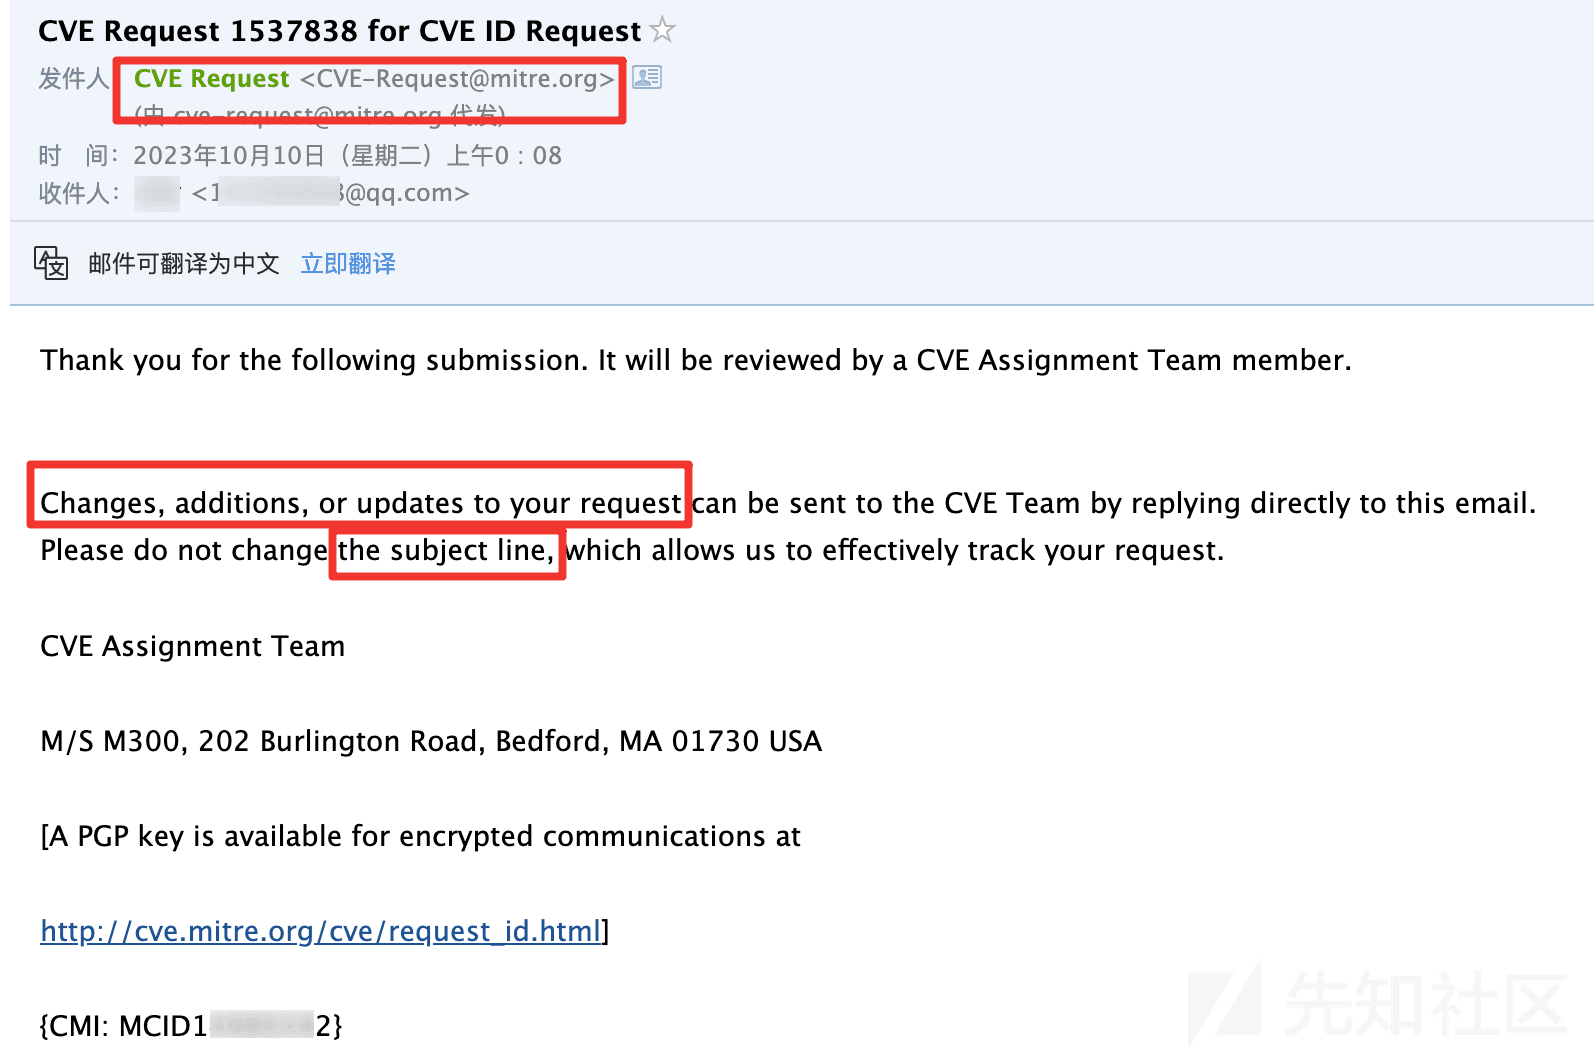 CVE Request 1537838 for CVE ID Request
发件人
CVE Request <CVE-Request@mitre.org>
(由 cve-request@mitre.org 代发)
时 间：2023年10月10日（星期二）上午0：08
收件人： <1 @qq.com>
邮件可翻译为中文 立即翻译
Thank you for the following submission. It will be reviewed by a CVE Assignment Team member.
Changes, additions, or updates to your request can be sent to the CVE Team by replying directly to this email.
Please do not change the subject line, which allows us to effectively track your request.
CVE Assignment Team
M/S M300, 202 Burlington Road, Bedford, MA 01730 USA
[A PGP key is available for encrypted communications at
http://cve.mitre.org/cve/request_id.html]
{CMI: MCID1 2}
先知社区